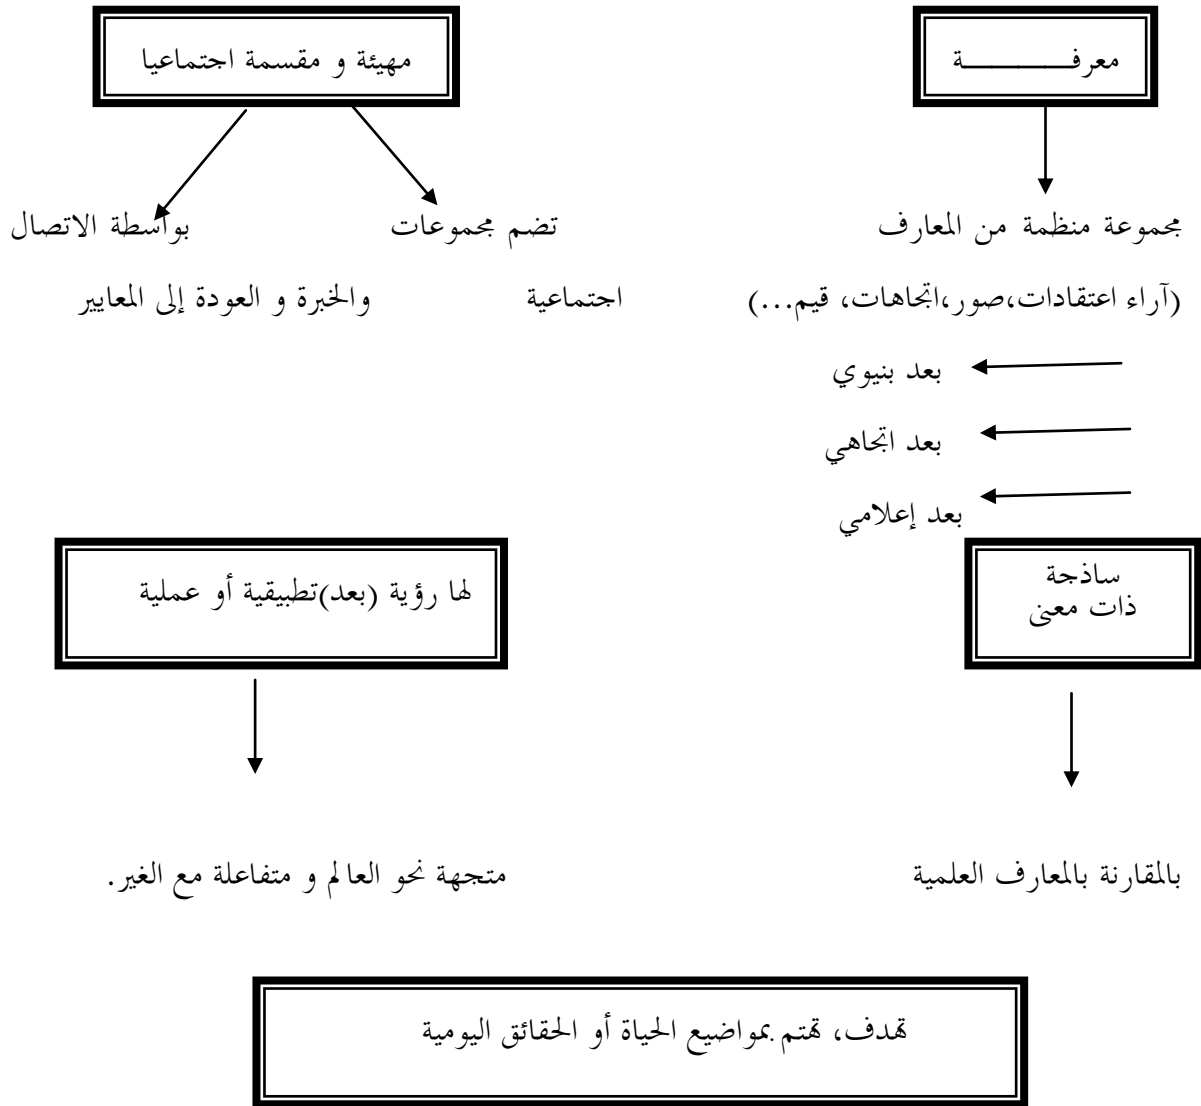 معرفـــــــــــة
مهيئة و مقسمة اجتماعيا
مجموعة منظمة من المعارف
تضم مجموعات
بواسطة الاتصال
(آراء اعتقادات،صور،اتجاهات، قيم...)
اجتماعية
والخبرة و العودة إلى المعايير
بعد بنيوي
بعد اتجاهي
بعد إعلامي
ساذجة
ذات معنى
لها رؤية (بعد)تطبيقية أو عملية
بالمقارنة بالمعارف العلمية
متجهة نحو العالم و متفاعلة مع الغير.
تهدف، تهتم بمواضيع الحياة أو الحقائق اليومية